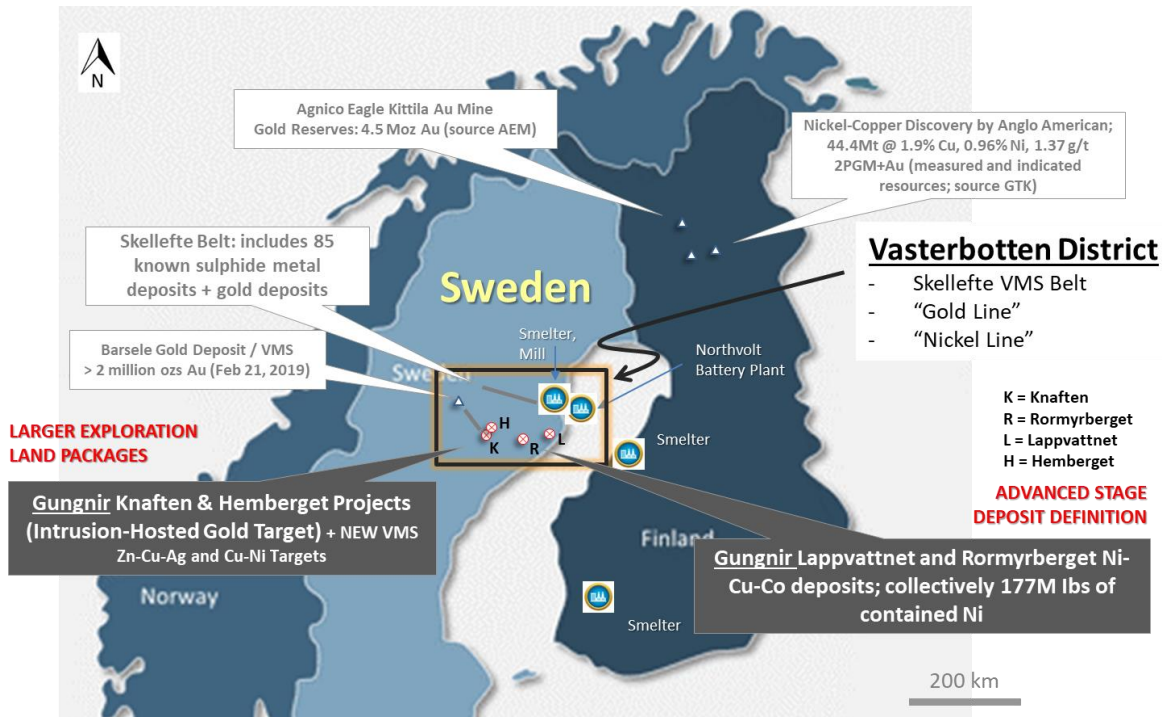 N
Agnico Eagle Kittila Au Mine
Gold Reserves: 4.5 Moz Au (source AEM)
Nickel-Copper Discovery by Anglo American;
44.4Mt @ 1.9% Cu, 0.96% Ni, 1.37 g/t
2PGM+Au (measured and indicated
resources; source GTK)
Skellefte Belt: includes 85
known sulphide metal
deposits + gold deposits
Sweden
Vasterbotten District
- Skellefte VMS Belt
- “Gold Line”
- “Nickel Line”
Barsele Gold Deposit / VMS
> 2 million ozs Au (Feb 21, 2019)
Smelter,
Mill
Northvolt
Battery Plant
Sweden
H
K
R
L
Smelter
K = Knaften
R = Rormyrberget
L = Lappvattnet
H = Hemberget
LARGER EXPLORATION
LAND PACKAGES
ADVANCED STAGE
DEPOSIT DEFINITION
Gungnir Knaften & Hemberget Projects
(Intrusion-Hosted Gold Target) + NEW VMS
Zn-Cu-Ag and Cu-Ni Targets
Finland
Gungnir Lappvattnet and Rormyrberget Ni-
Cu-Co deposits; collectively 177M Ibs of
contained Ni
Norway
Smelter
200 km